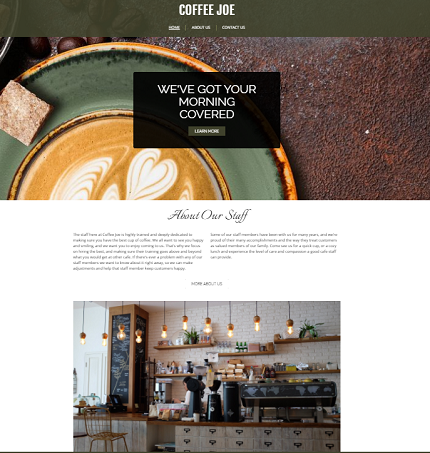 COFFEE JOE
HOME ABOUT US CONTACT US
WE'VE GOT YOUR
MORNING
COVERED
LEARN MORE
About Our Staff
The staff here at Coffee Joe is highly trained and deeply dedicated to
making sure you have the best cup of coffee. We all want to see you happy
and smiling, and we want you to enjoy coming to us. That's why we focus
on hiring the best, and making sure their training goes above and beyond
what you would get at other cafe. If there's ever a problem with any of our
staff members we want to know about it right away, so we can make
adjustments and help that staff member keep customers happy.
Some of our staff members have been with us for many years, and we're
proud of their many accomplishments and the way they treat customers
as valued members of our family. Come see us for a quick cup, or a cozy
lunch and experience the level of care and compassion a good cafe staff
can provide.
MORE ABOUT US